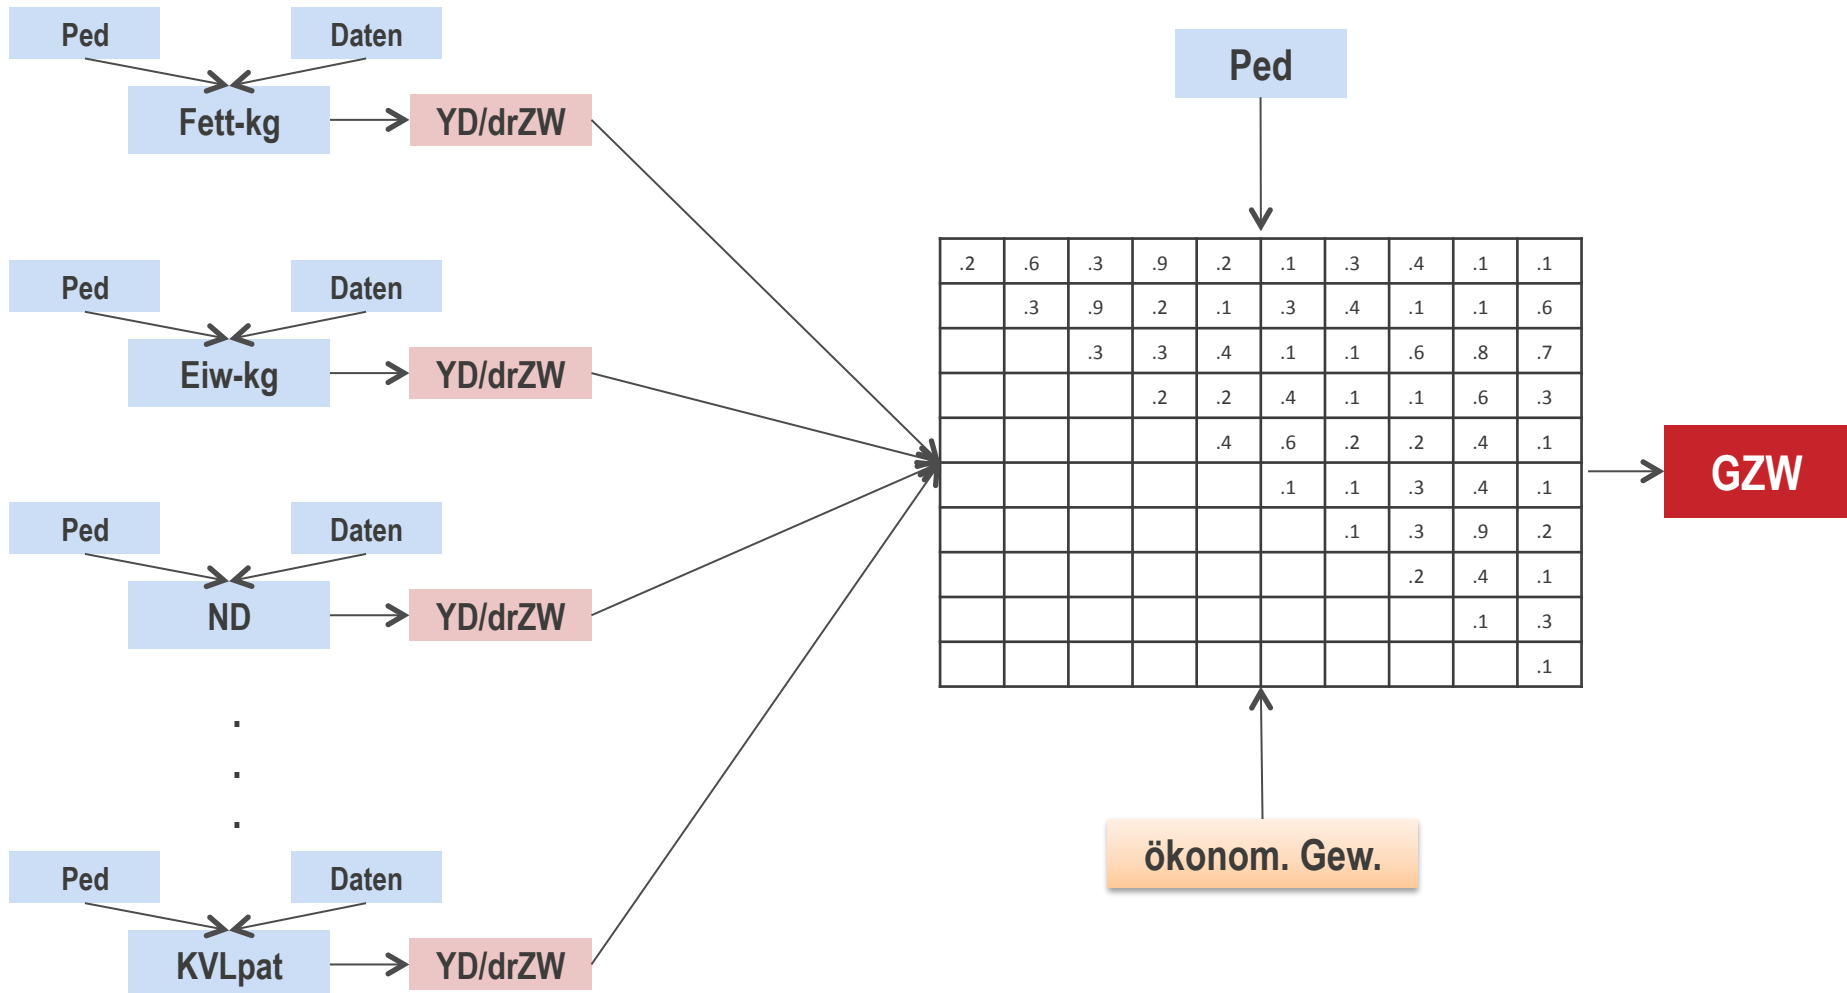 Ped Daten
Fett-kg YD/drZW
Ped Daten
Eiw-kg YD/drZW
Ped Daten
ND YD/drZW
.
.
.
Ped Daten
KVLpat YD/drZW
Ped
.2 .6 .3 .9 .2 .1 .3 .4 .1 .1
.3 .9 .2 .1 .3 .4 .1 .1 .6
.3 .3 .4 .1 .1 .6 .8 .7
.2 .2 .4 .1 .1 .6 .3
.4 .6 .2 .2 .4 .1
.1 .1 .3 .4 .1
.1 .3 .9 .2
.2 .4 .1
.1 .3
.1
ökonom. Gew.
GZW